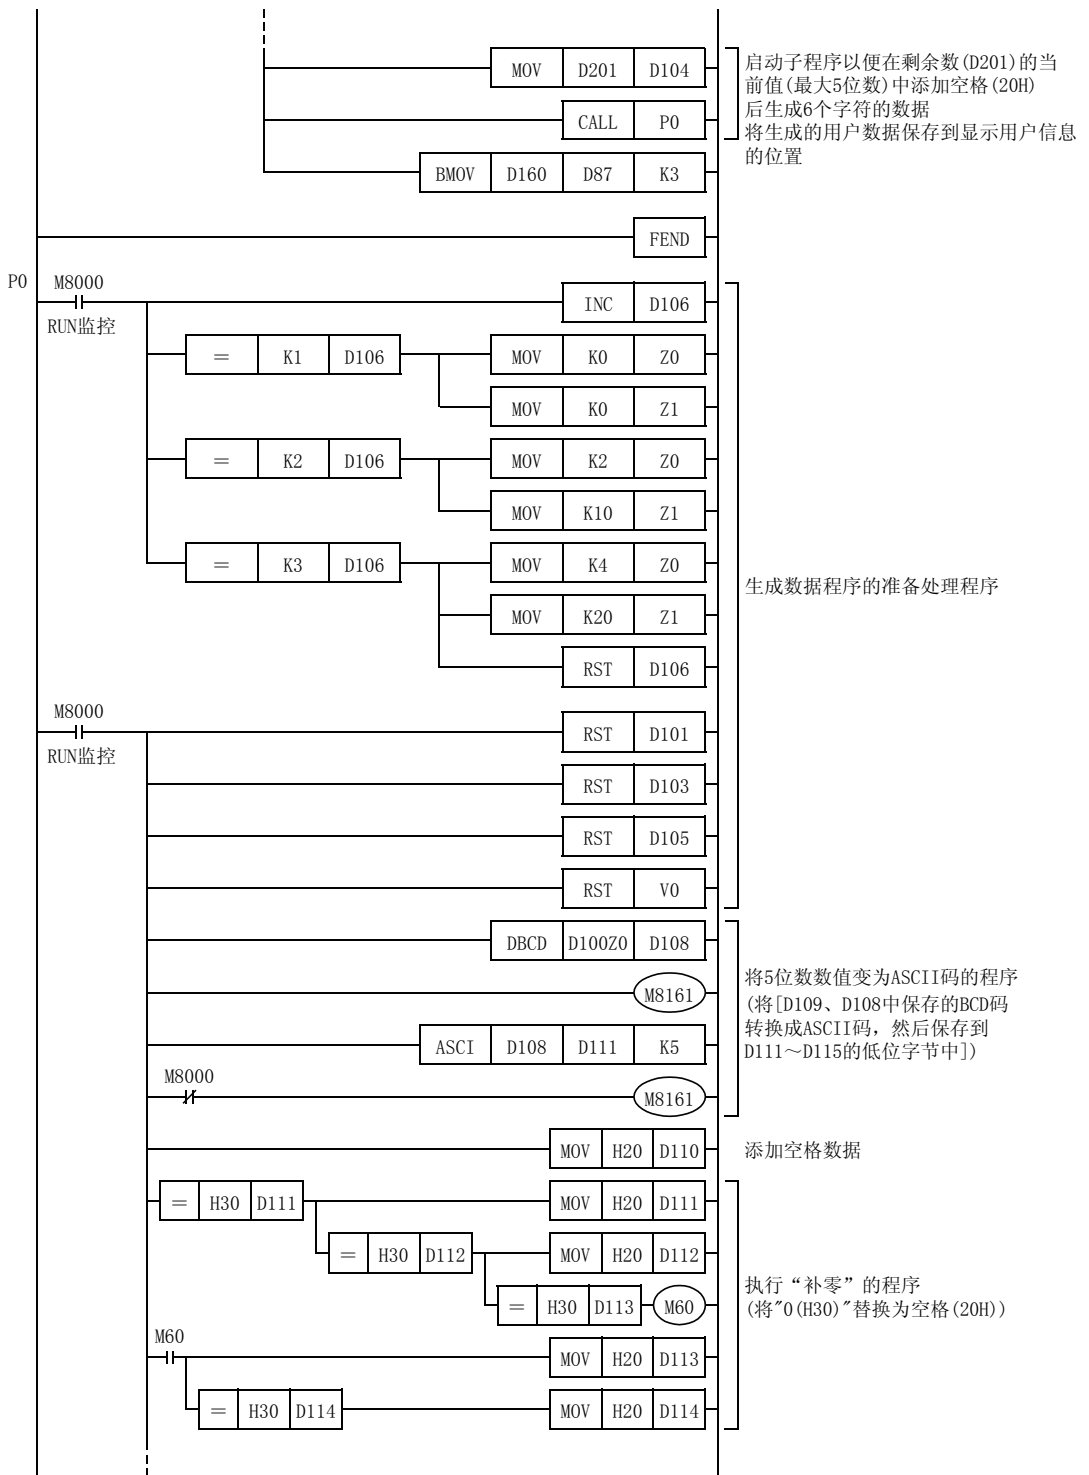 MOV D201 D104
启动子程序以便在剩余数(D201)的当
前值(最大5位数)中添加空格(20H)
后生成6个字符的数据
CALL P0
将生成的用户数据保存到显示用户信息
的位置
BMOV D160 D87 K3
FEND
P0 M8000
RUN监控
INC D106
= K1 D106 MOV K0 Z0
MOV K0 Z1
= K2 D106 MOV K2 Z0
MOV K10 Z1
= K3 D106 MOV K4 Z0
生成数据程序的准备处理程序
MOV K20 Z1
RST D106
M8000
RUN监控
RST D101
RST D103
RST D105
RST V0
DBCD D100Z0 D108
将5位数数值变为ASCII码的程序
(将[D109、D108中保存的BCD码
转换成ASCII码，然后保存到
D111～D115的低位字节中])
M8161
ASCI D108 D111 K5
M8000
M8161
MOV H20 D110 添加空格数据
= H30 D111 MOV H20 D111
= H30 D112 MOV H20 D112
执行“补零”的程序
(将"0(H30)"替换为空格(20H))
= H30 D113 M60
M60
MOV H20 D113
= H30 D114 MOV H20 D114